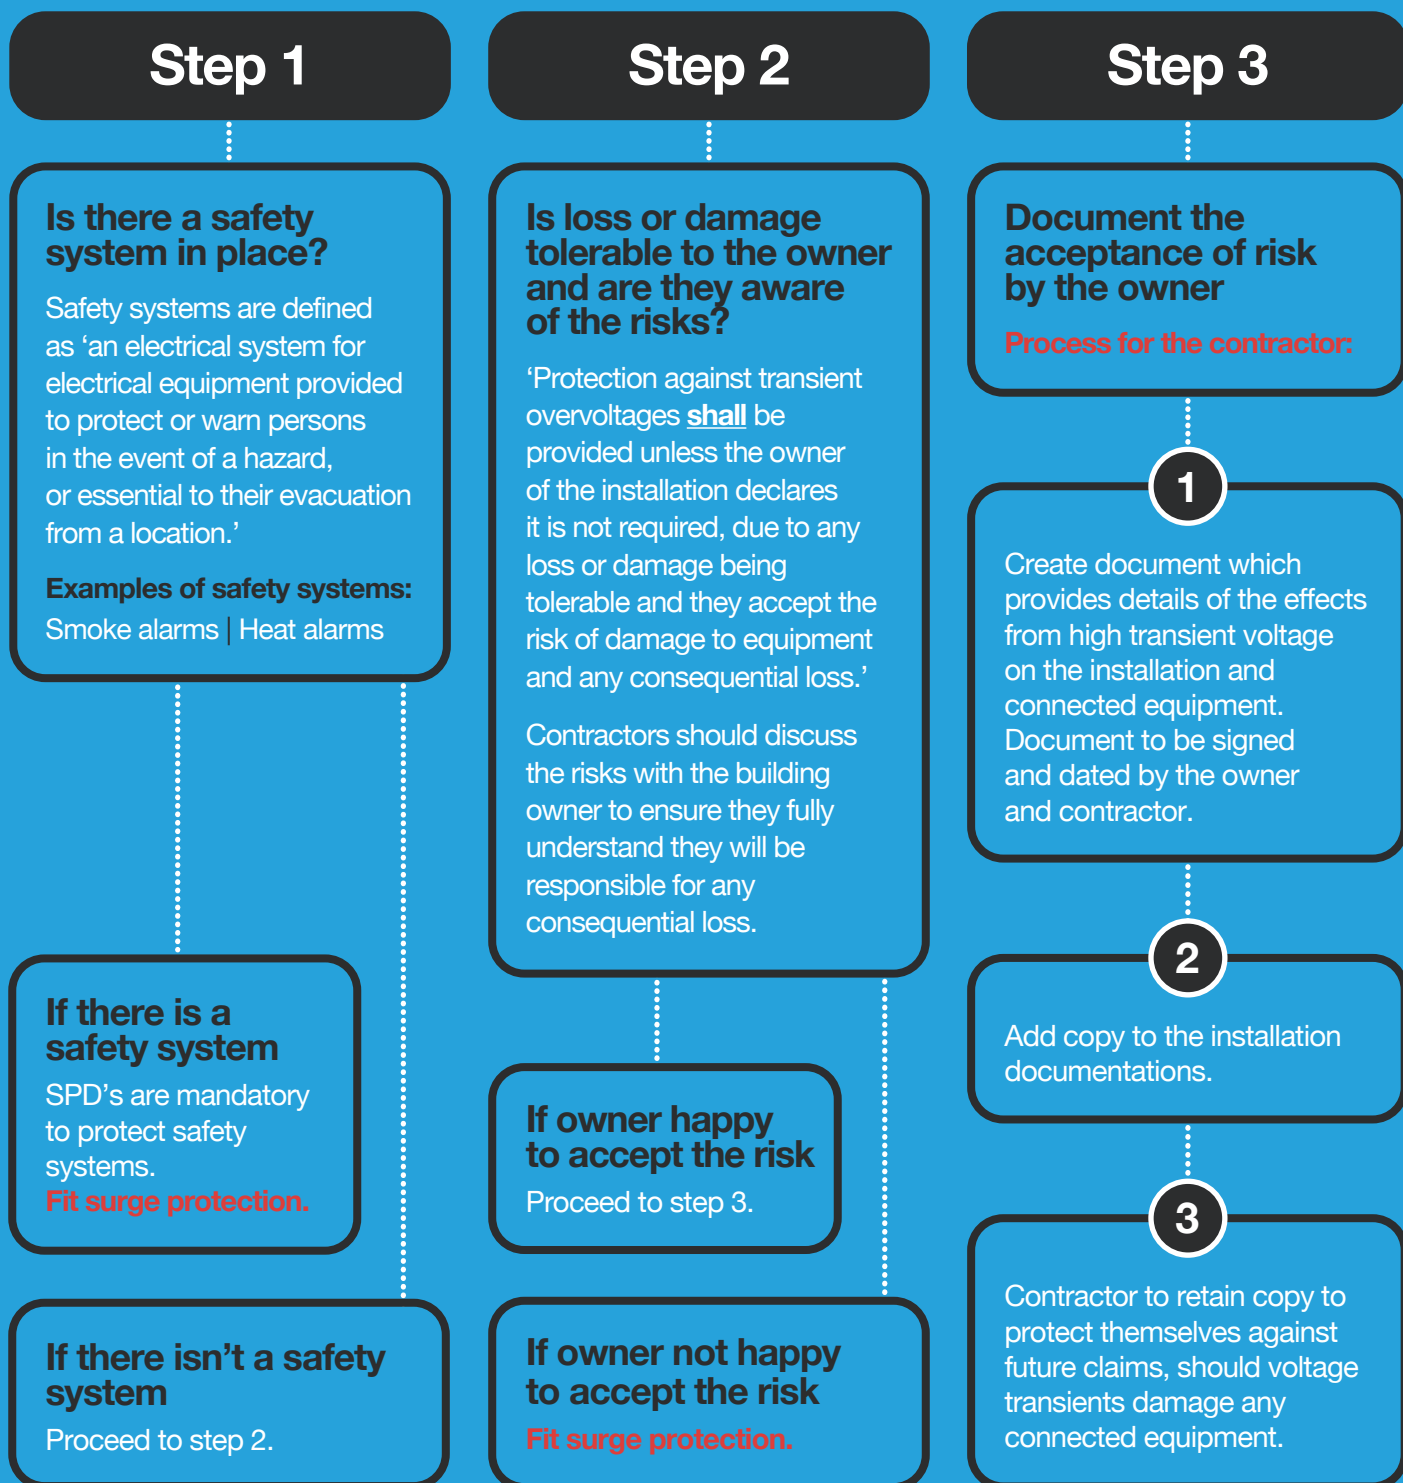 Step 1
Is there a safety
system in place?
Safety systems are defined
as ‘an electrical system for
electrical equipment provided
to protect or warn persons
in the event of a hazard,
or essential to their evacuation
from a location.’
Examples of safety systems:
Smoke alarms | Heat alarms
If there is a
safety system
SPD’s are mandatory
to protect safety
systems.
Fit surge protection.
If there isn’t a safety
system
Proceed to step 2.
Step 2
Is loss or damage
tolerable to the owner
and are they aware
of the risks?
‘Protection against transient
overvoltages shall be
provided unless the owner
of the installation declares
it is not required, due to any
loss or damage being
tolerable and they accept the
risk of damage to equipment
and any consequential loss.’
Contractors should discuss
the risks with the building
owner to ensure they fully
understand they will be
responsible for any
consequential loss.
If owner happy
to accept the risk
Proceed to step 3.
If owner not happy
to accept the risk
Fit surge protection.
Step 3
Document the
acceptance of risk
by the owner
Process for the contractor:
1
Create document which
provides details of the effects
from high transient voltage
on the installation and
connected equipment.
Document to be signed
and dated by the owner
and contractor.
2
Add copy to the installation
documentations.
3
Contractor to retain copy to
protect themselves against
future claims, should voltage
transients damage any
connected equipment.